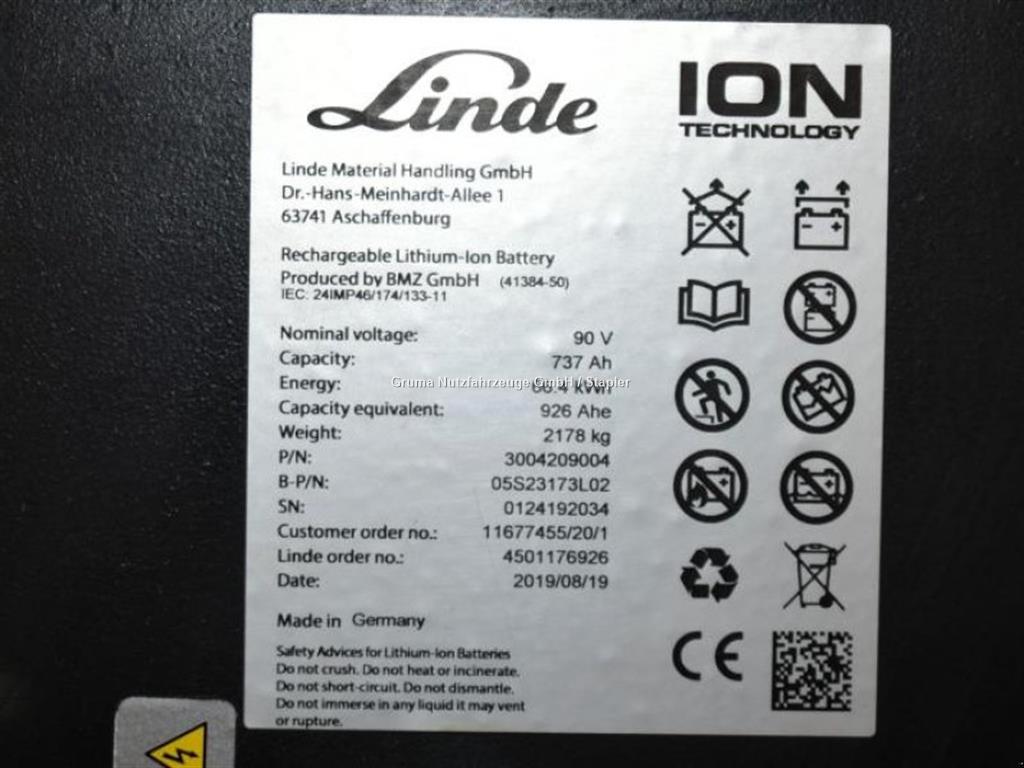 Linde
ION
TECHNOLOGY
Linde Material Handling GmbH
Dr.-Hans-Meinhardt-Allee 1
63741 Aschaffenburg
Rechargeable Lithium-Ion Battery
Produced by BMZ GmbH (41384-50)
IEC: 24IMP46/174/133-11
Nominal voltage: 90 V
Capacity: 737 Ah
Energy: kWh
Gruma Nutzfahrzeuge GmbH / Stapler
Capacity equivalent: 926 Ahe
Weight: 2178 kg
P/N: 3004209004
B-P/N: 05S23173L02
SN: 0124192034
Customer order no.: 11677455/20/1
Linde order no.: 4501176926
Date: 2019/08/19
Made in Germany
Safety Advices for Lithium-Ion Batteries
Do not crush. Do not heat or incinerate.
Do not short-circuit. Do not dismantle.
Do not immerse in any liquid it may vent
or rupture.
CE